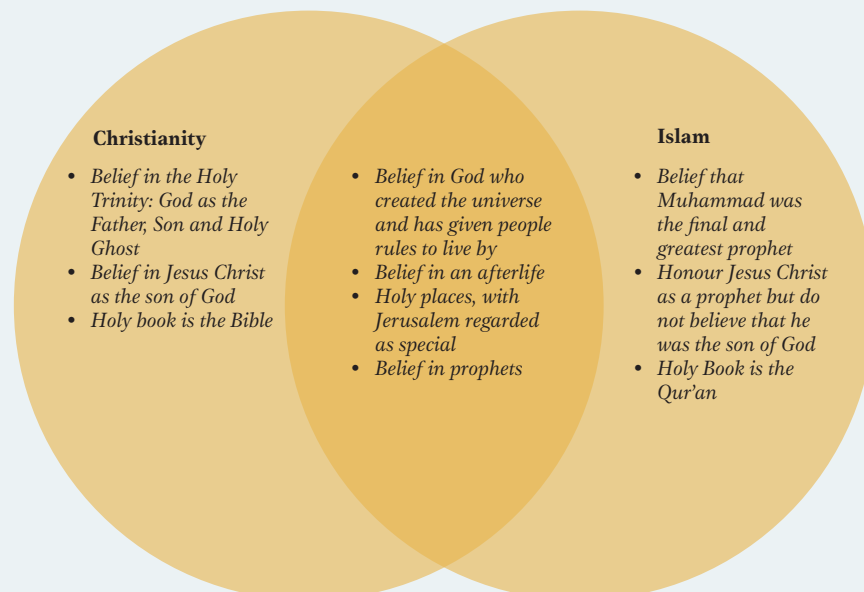 Christianity
• Belief in the Holy
Trinity: God as the
Father, Son and Holy
Ghost
• Belief in Jesus Christ
as the son of God
• Holy book is the Bible
• Belief in God who
created the universe
and has given people
rules to live by
• Belief in an afterlife
• Holy places, with
Jerusalem regarded
as special
• Belief in prophets
Islam
• Belief that
Muhammad was
the final and
greatest prophet
• Honour Jesus Christ
as a prophet but do
not believe that he
was the son of God
• Holy Book is the
Qur’an